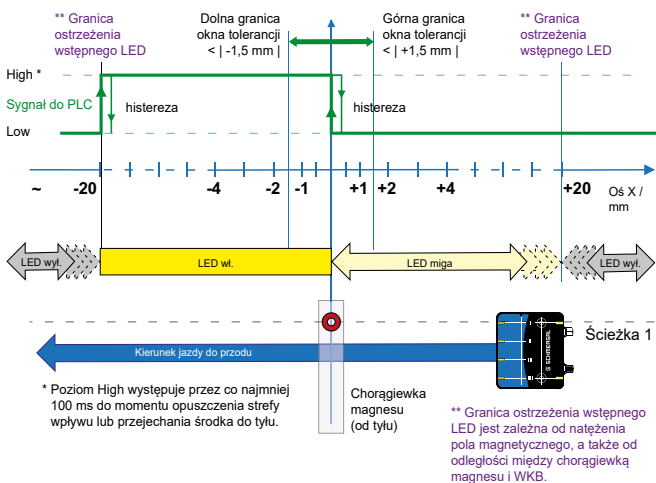 ** Granica
ostrzeżenia
wstępnego LED
Dolna granica
okna tolerancji
< | -1,5 mm |
Górna granica
okna tolerancji
< | +1,5 mm |
** Granica
ostrzeżenia
wstępnego LED
High *
Sygnał do PLC
histereza
histereza
Low
~ -20 -4 -2 -1 +1 +2 +4 +20 Oś X /
mm
LED wył. LED wł. LED miga LED wył.
Ścieżka 1
Kierunek jazdy do przodu
SCHMERSAL
* Poziom High występuje przez co najmniej
100 ms do momentu opuszczenia strefy
wpływu lub przejechania środka do tyłu.
Chorągiewka
magnesu
(od tyłu)
** Granica ostrzeżenia wstępnego
LED jest zależna od natężenia
pola magnetycznego, a także od
odległości między chorągiewką
magnesu i WKB.